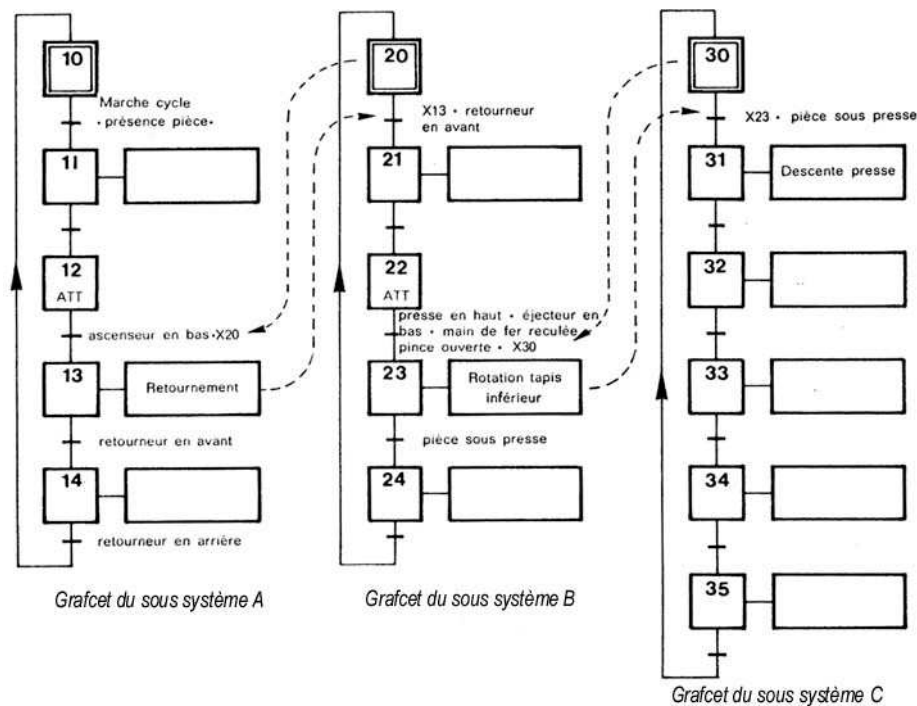 10
Marche cycle
• présence pièce •
11
12
ATT
ascenseur en bas • X20
13
Retournement
retourneur en avant
14
retourneur en arrière
Grafcet du sous système A
20
X13 • retourneur
en avant
21
22
ATT
presse en haut • éjecteur en
bas • main de fer reculée
pince ouverte • X30
23
Rotation tapis
inférieur
pièce sous presse
24
Grafcet du sous système B
30
X23 • pièce sous presse
31
Descente presse
32
33
34
35
Grafcet du sous système C